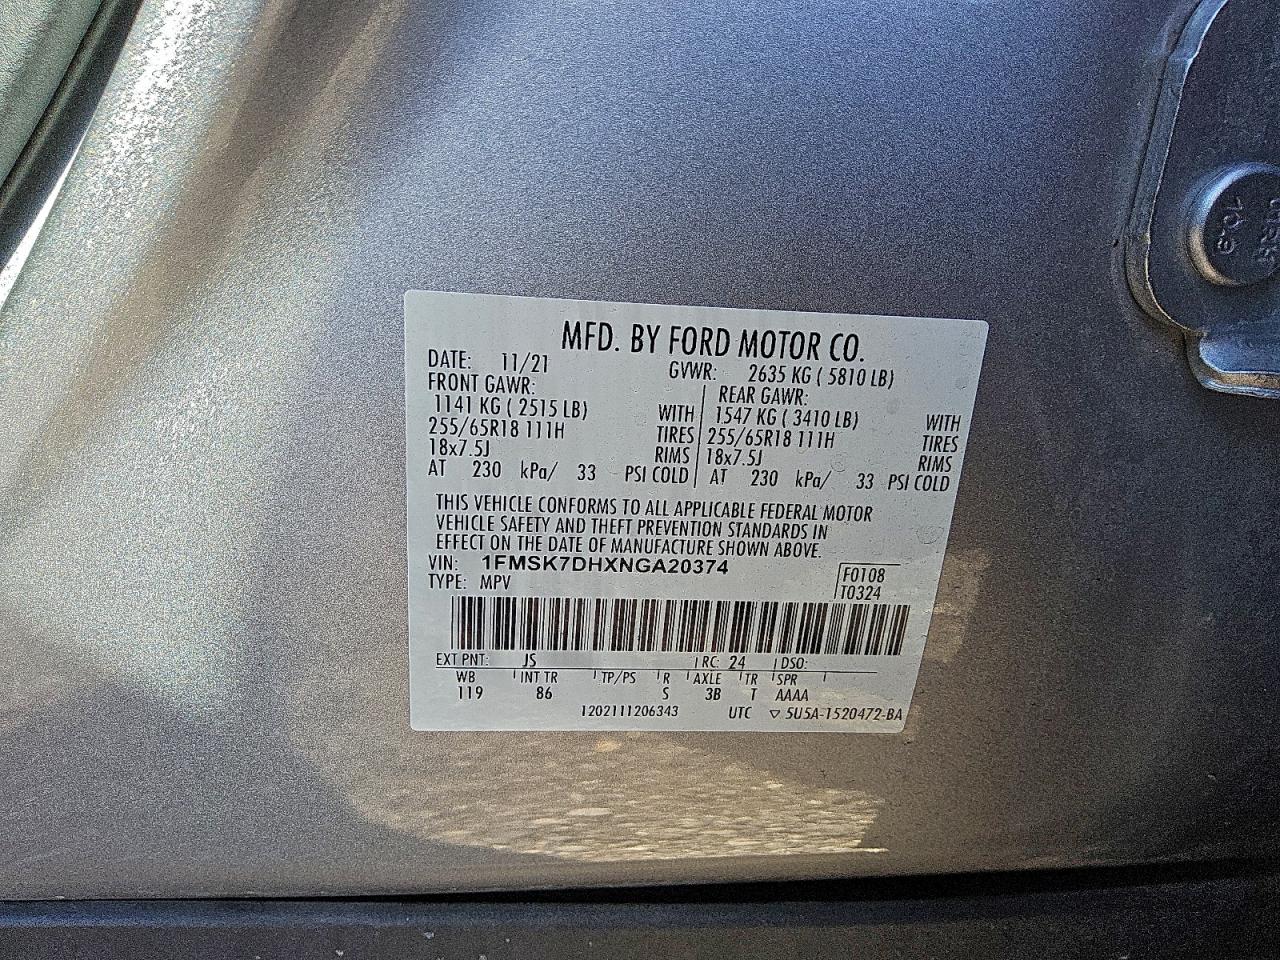 MFD. BY FORD MOTOR CO.
DATE: 11/21 GVWR: 2635 KG ( 5810 LB)
FRONT GAWR: REAR GAWR:
1141 KG ( 2515 LB) WITH 1547 KG ( 3410 LB) WITH
255/65R18 111H TIRES 255/65R18 111H TIRES
18x7.5J RIMS 18x7.5J RIMS
AT 230 kPa/ 33 PSI COLD AT 230 kPa/ 33 PSI COLD
THIS VEHICLE CONFORMS TO ALL APPLICABLE FEDERAL MOTOR
VEHICLE SAFETY AND THEFT PREVENTION STANDARDS IN
EFFECT ON THE DATE OF MANUFACTURE SHOWN ABOVE.
VIN: 1FMSK7DHXNGA20374
TYPE: MPV
F0108
T0324
EXT PNT: JS RC: 24 DSO:
WB INT TR TP/PS R AXLE TR SPR
119 86 S 3B T AAAA
1202111206343 UTC ▽ 5U5A-1520472-BA
10.9